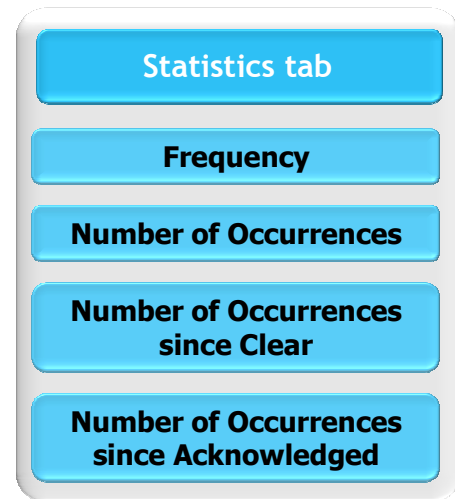 Statistics tab
Frequency
Number of Occurrences
Number of Occurrences
since Clear
Number of Occurrences
since Acknowledged